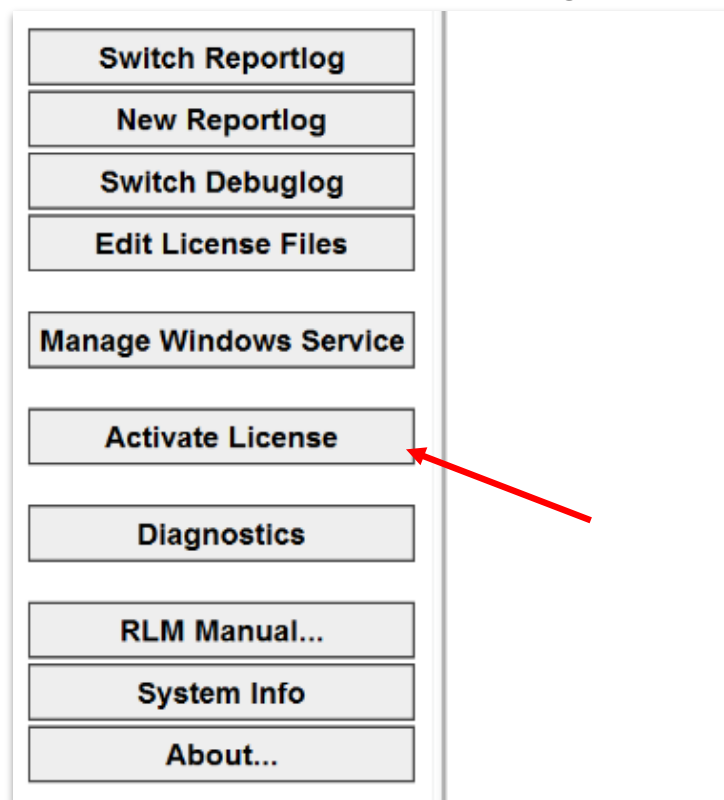 Switch Reportlog
New Reportlog
Switch Debuglog
Edit License Files
Manage Windows Service
Activate License
Diagnostics
RLM Manual...
System Info
About...